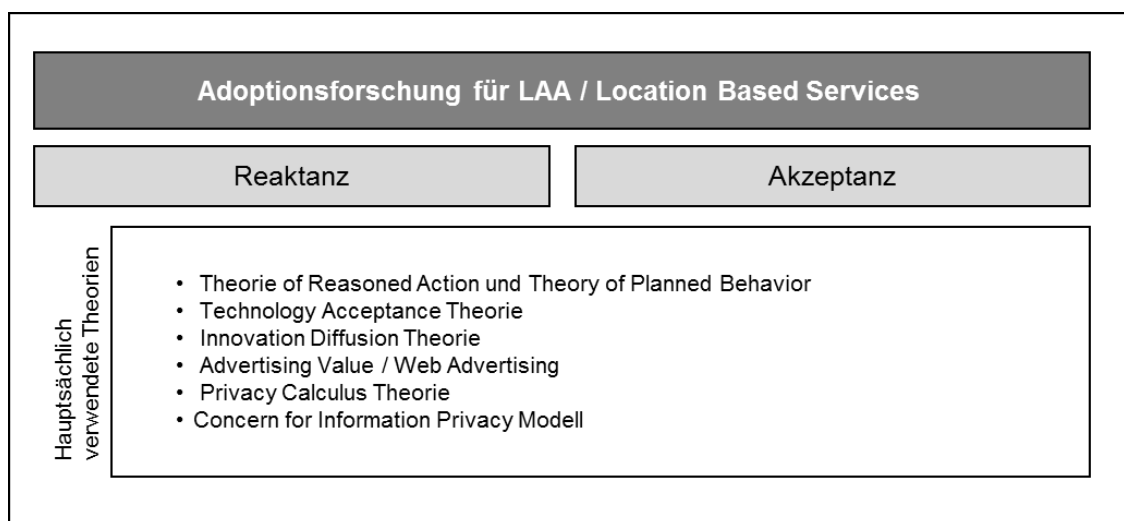 Adoptionsforschung für LAA / Location Based Services
Reaktanz
Akzeptanz
Hauptsächlich
verwendete Theorien
• Theorie of Reasoned Action und Theory of Planned Behavior
• Technology Acceptance Theorie
• Innovation Diffusion Theorie
• Advertising Value / Web Advertising
• Privacy Calculus Theorie
• Concern for Information Privacy Modell